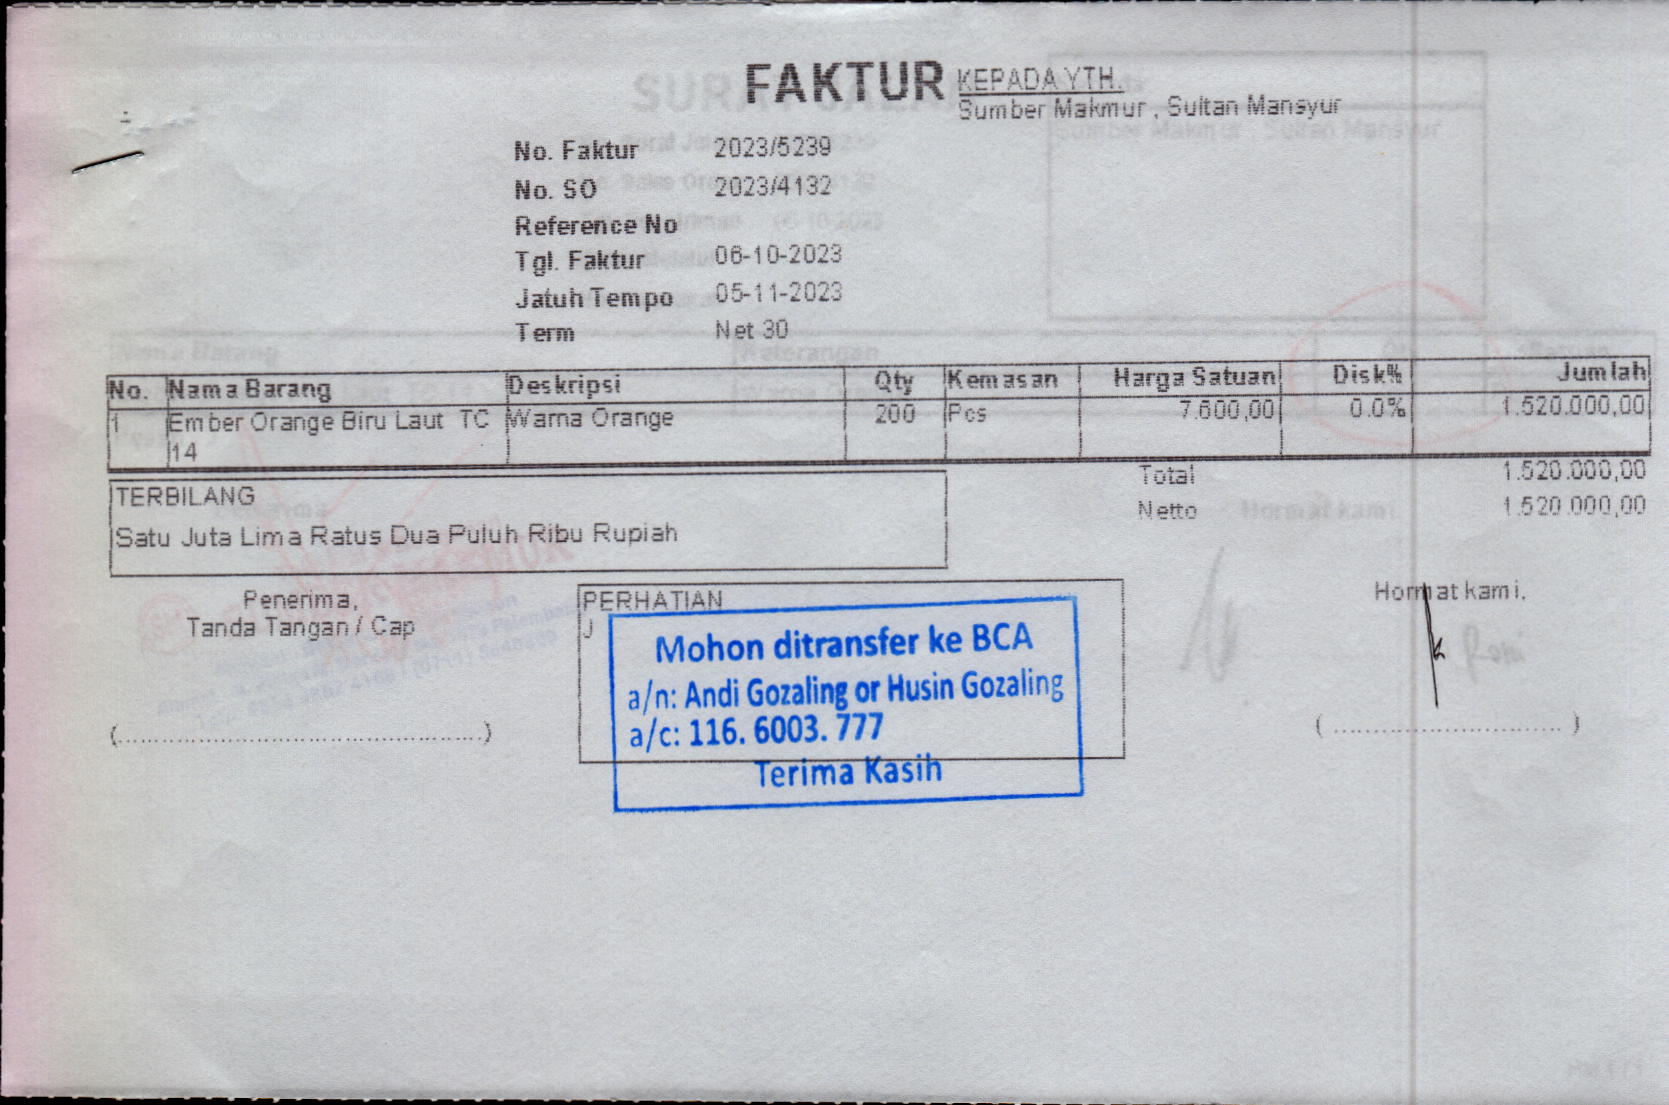 FAKTUR
KEPADA YTH.
Sumber Makmur , Sultan Mansyur
No. Faktur 2023/5239
No. SO 2023/4132
Reference No
Tgl. Faktur 06-10-2023
Jatuh Tempo 05-11-2023
Term Net 30
No. Nama Barang Deskripsi Qty Kemasan Harga Satuan Disk% Jumlah
1 Ember Orange Biru Laut TC Warna Orange 200 Pcs 7.600,00 0.0% 1.520.000,00
14
Total 1.520.000,00
Netto 1.520.000,00
TERBILANG
Satu Juta Lima Ratus Dua Puluh Ribu Rupiah
Penerima,
Tanda Tangan / Cap
(............................................)
PERHATIAN
J
Mohon ditransfer ke BCA
a/n: Andi Gozaling or Husin Gozaling
a/c: 116. 6003. 777
Terima Kasih
Hormat kami,
( ............................ )